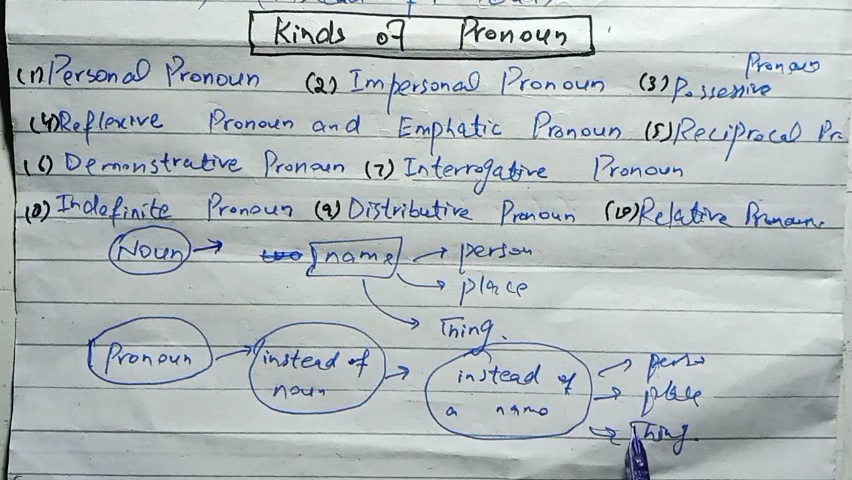 Kinds of Pronoun
(1) Personal Pronoun (2) Impersonal Pronoun (3) Possessive Pronoun
(4) Reflexive Pronoun and Emphatic Pronoun (5) Reciprocal Pr
(6) Demonstrative Pronoun (7) Interrogative Pronoun
(8) Indefinite Pronoun (9) Distributive Pronoun (10) Relative Pronoun.
Noun → name → person
→ place
→ Thing.
Pronoun → instead of noun → instead of a name → perso
→ place
→ Thing.